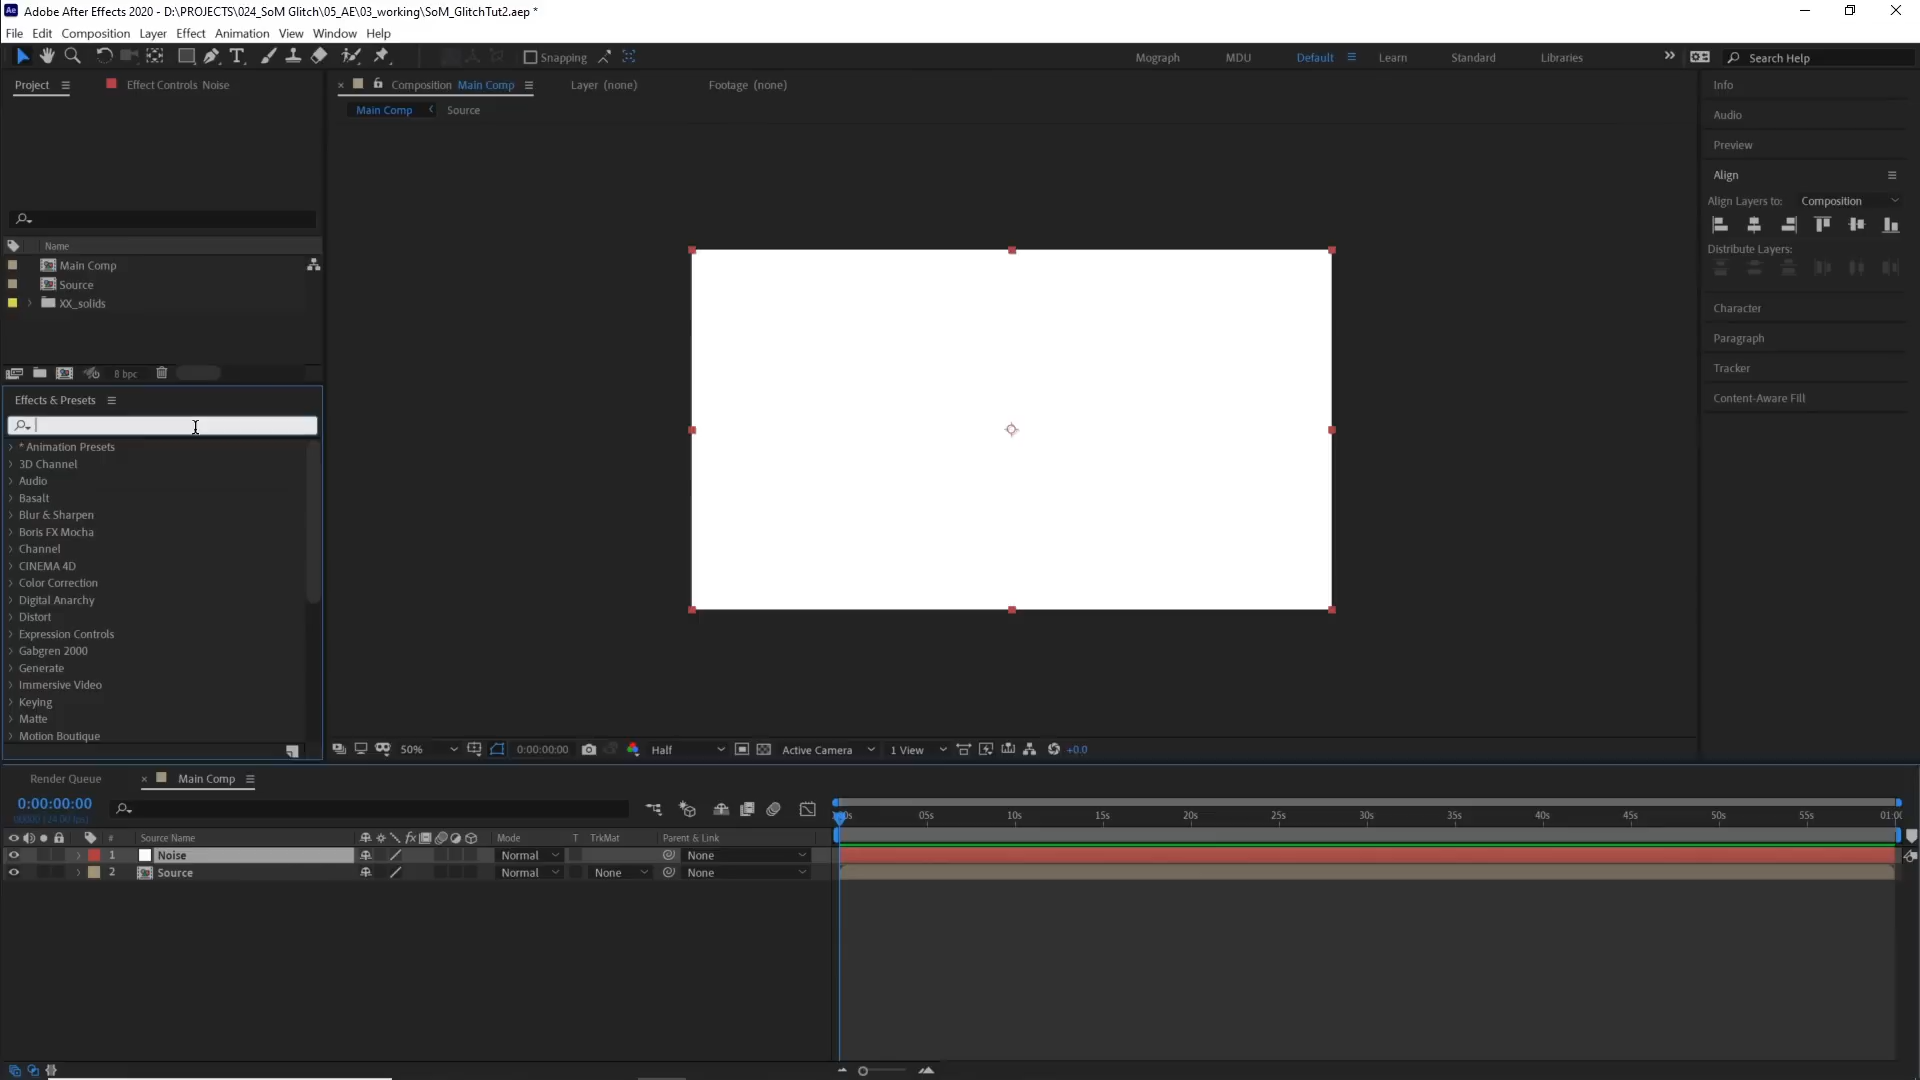 Adobe After Effects 2020 - D:\PROJECTS\024_SoM Glitch\05_AE\03_working\SoM_GlitchTut2.aep *
File Edit Composition Layer Effect Animation View Window Help
Snapping
Mograph MDU Default Learn Standard Libraries
Search Help
Project
Effect Controls Noise
Composition Main Comp
Layer (none)
Footage (none)
Main Comp
Source
Name
Main Comp
Source
XX_solids
8 bpc
Effects & Presets
* Animation Presets
3D Channel
Audio
Basalt
Blur & Sharpen
Boris FX Mocha
Channel
CINEMA 4D
Color Correction
Digital Anarchy
Distort
Expression Controls
Gabgren 2000
Generate
Immersive Video
Keying
Matte
Motion Boutique
50%
0:00:00:00
Half
Active Camera
1 View
+0.0
Info
Audio
Preview
Align
Align Layers to: Composition
Distribute Layers:
Character
Paragraph
Tracker
Content-Aware Fill
Render Queue
Main Comp
0:00:00:00
# Source Name Mode T TrkMat Parent & Link
05s 10s 15s 20s 25s 30s 35s 40s 45s 50s 55s
1 Noise Normal None
2 Source Normal None None